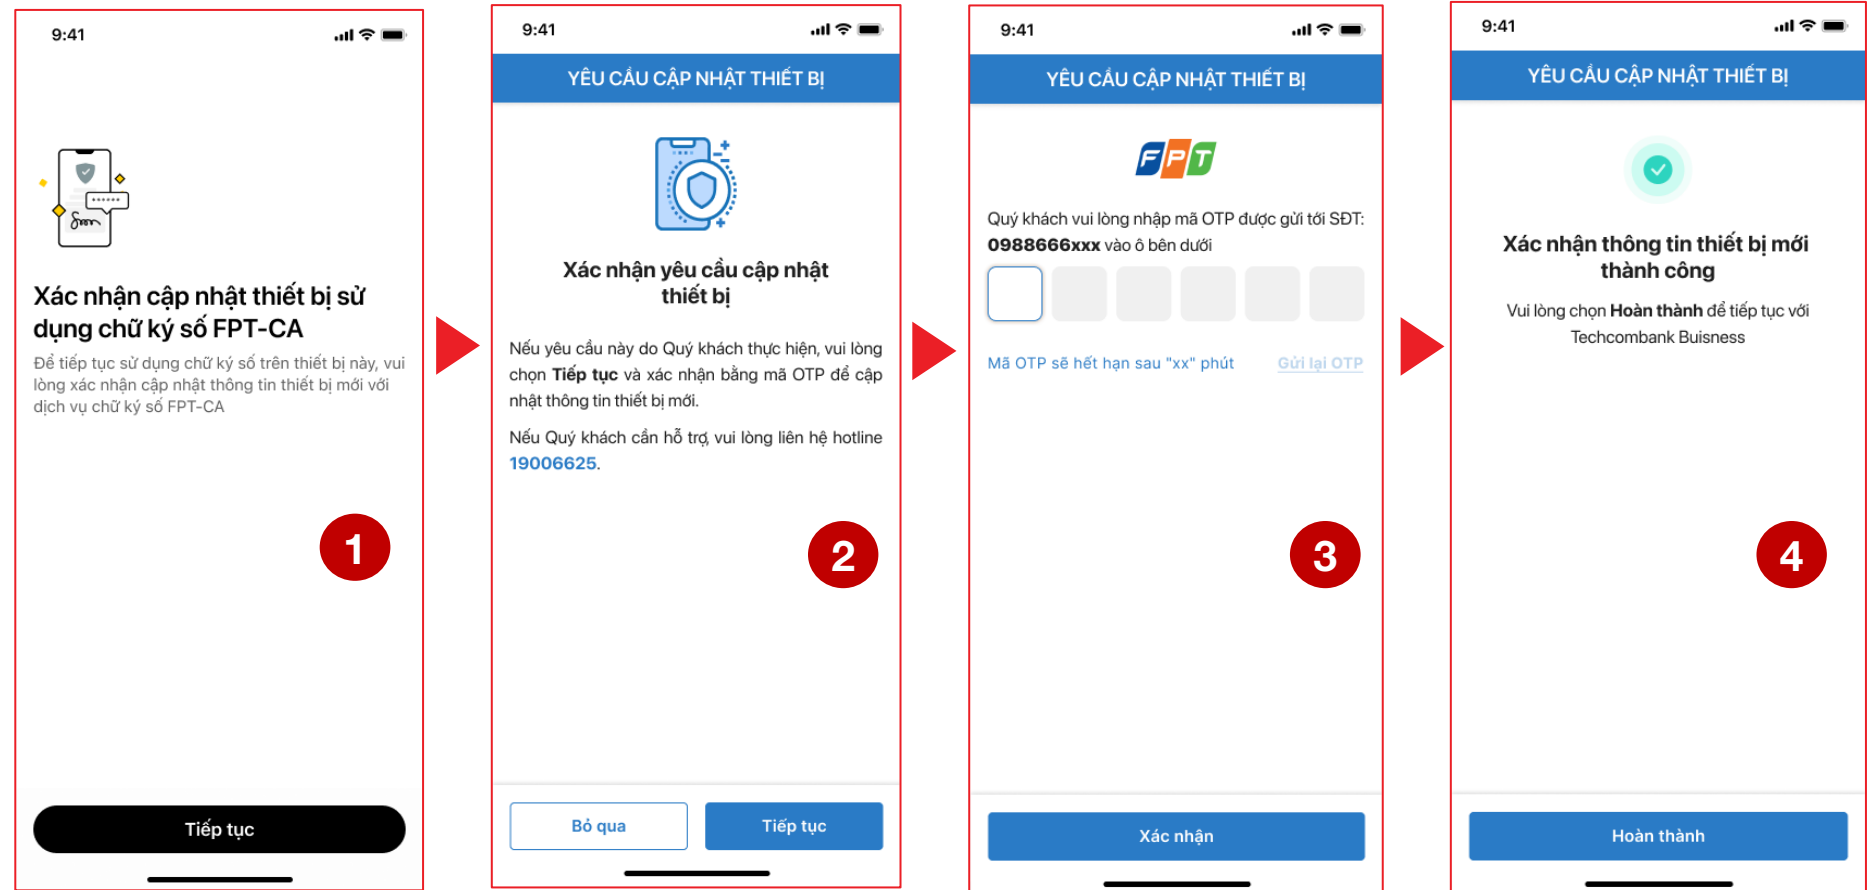 9:41
Xác nhận cập nhật thiết bị sử
dụng chữ ký số FPT-CA
Để tiếp tục sử dụng chữ ký số trên thiết bị này, vui
lòng xác nhận cập nhật thông tin thiết bị mới với
dịch vụ chữ ký số FPT-CA
1
Tiếp tục
9:41
YÊU CẦU CẬP NHẬT THIẾT BỊ
Xác nhận yêu cầu cập nhật
thiết bị
Nếu yêu cầu này do Quý khách thực hiện, vui lòng
chọn Tiếp tục và xác nhận bằng mã OTP để cập
nhật thông tin thiết bị mới.
Nếu Quý khách cần hỗ trợ, vui lòng liên hệ hotline
19006625.
2
Bỏ qua
Tiếp tục
9:41
YÊU CẦU CẬP NHẬT THIẾT BỊ
FPT
Quý khách vui lòng nhập mã OTP được gửi tới SĐT:
0988666xxx vào ô bên dưới
Mã OTP sẽ hết hạn sau "xx" phút
Gửi lại OTP
3
Xác nhận
9:41
YÊU CẦU CẬP NHẬT THIẾT BỊ
Xác nhận thông tin thiết bị mới
thành công
Vui lòng chọn Hoàn thành để tiếp tục với
Techcombank Buisness
4
Hoàn thành